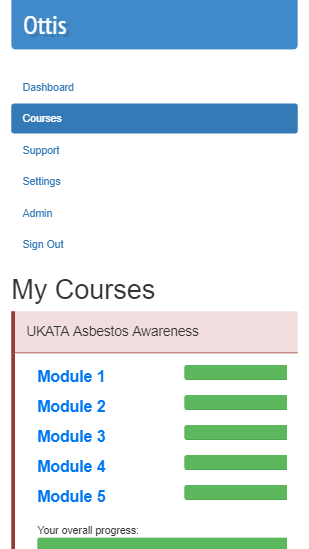 Ottis
Dashboard
Courses
Support
Settings
Admin
Sign Out
My Courses
UKATA Asbestos Awareness
Module 1
Module 2
Module 3
Module 4
Module 5
Your overall progress: